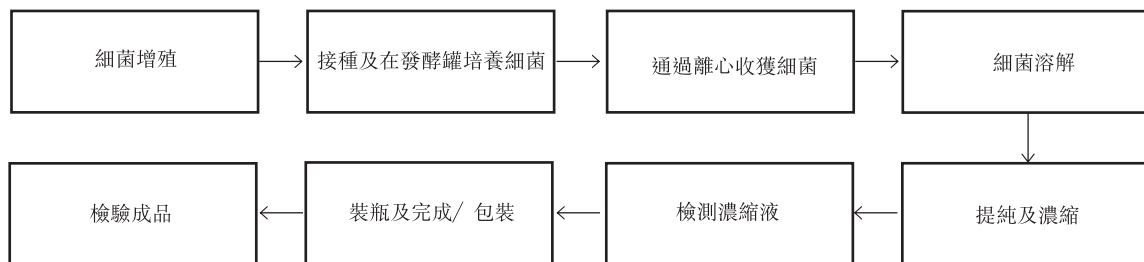 細菌增殖
接種及在發酵罐培養細菌
通過離心收獲細菌
細菌溶解
提純及濃縮
檢測濃縮液
裝瓶及完成/ 包裝
檢驗成品